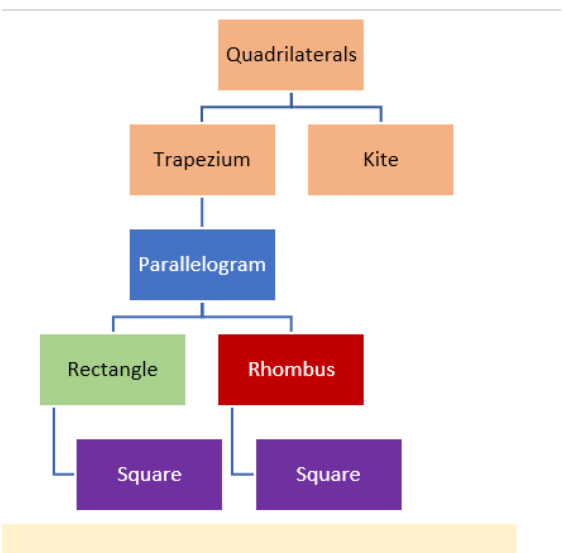 Quadrilaterals
Trapezium
Kite
Parallelogram
Rectangle
Rhombus
Square
Square